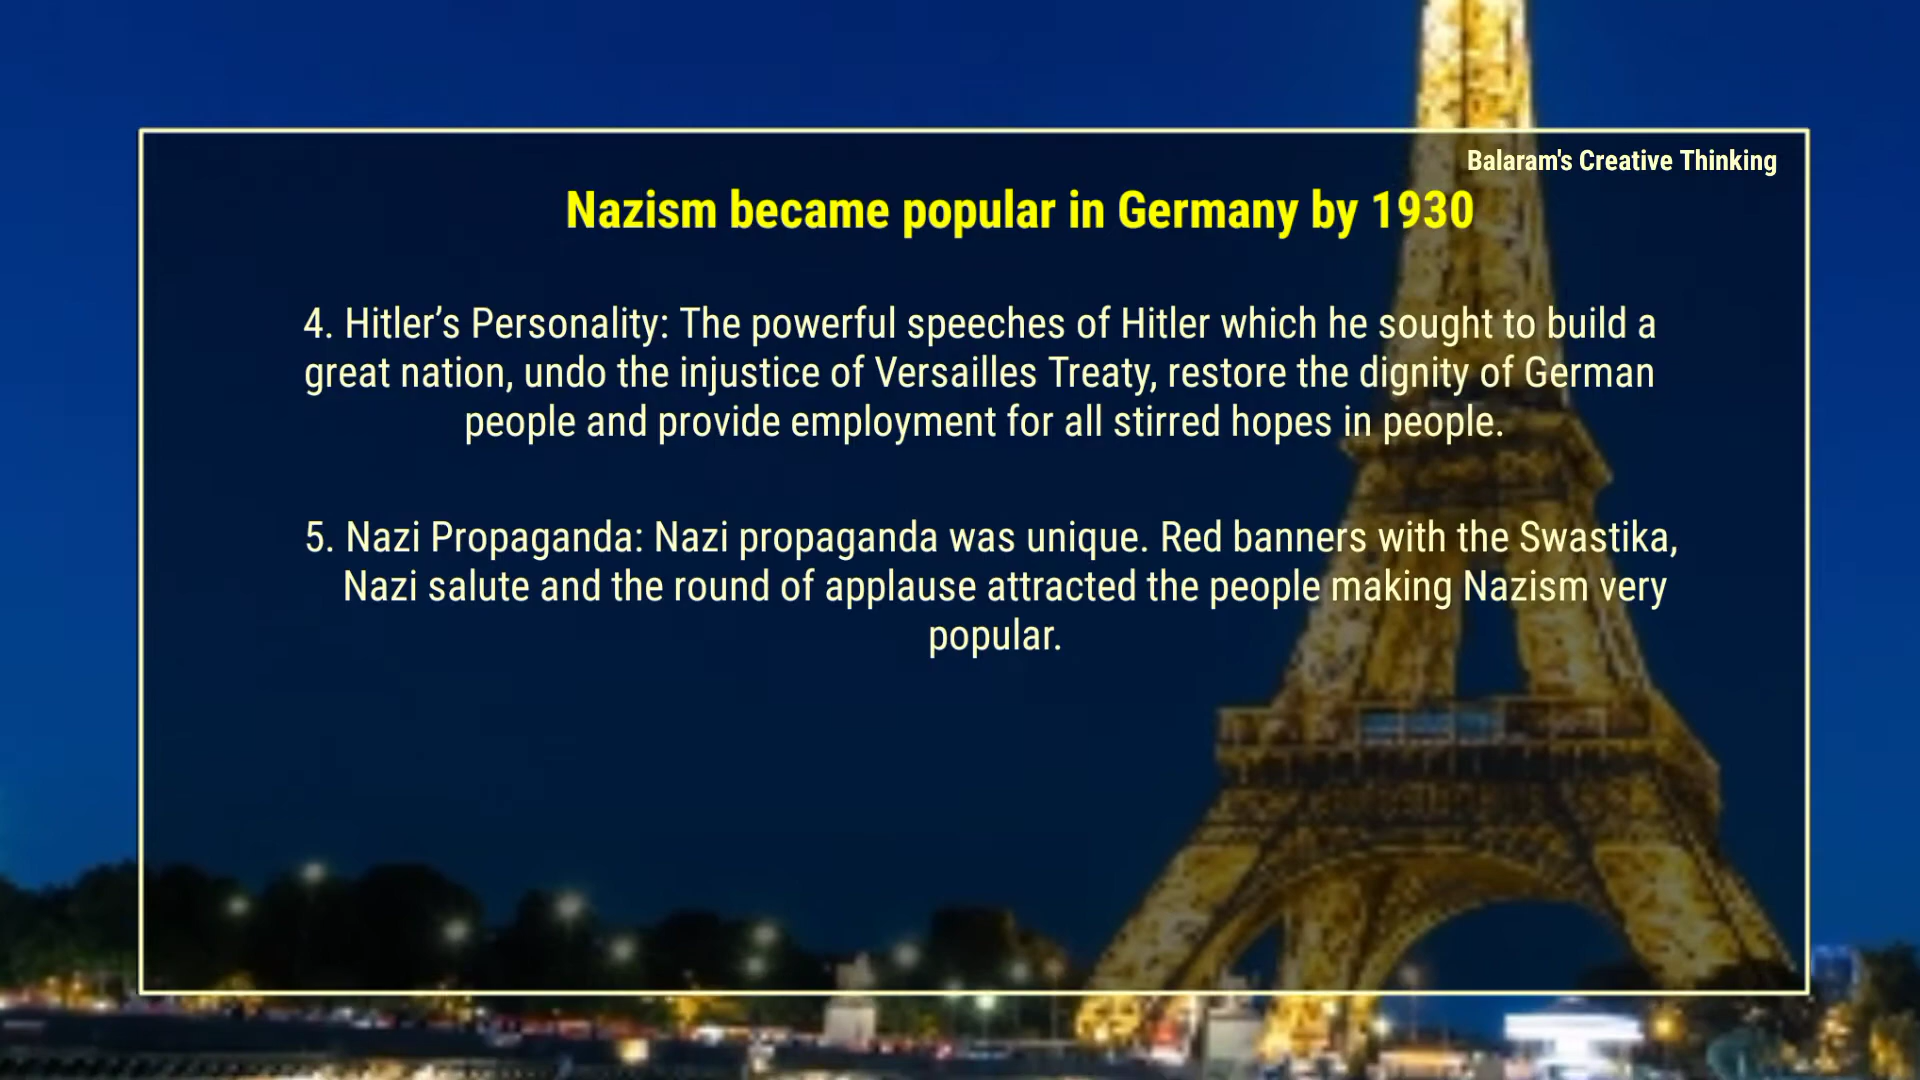 Balaram's Creative Thinking
Nazism became popular in Germany by 1930
4. Hitler’s Personality: The powerful speeches of Hitler which he sought to build a
great nation, undo the injustice of Versailles Treaty, restore the dignity of German
people and provide employment for all stirred hopes in people.
5. Nazi Propaganda: Nazi propaganda was unique. Red banners with the Swastika,
Nazi salute and the round of applause attracted the people making Nazism very
popular.